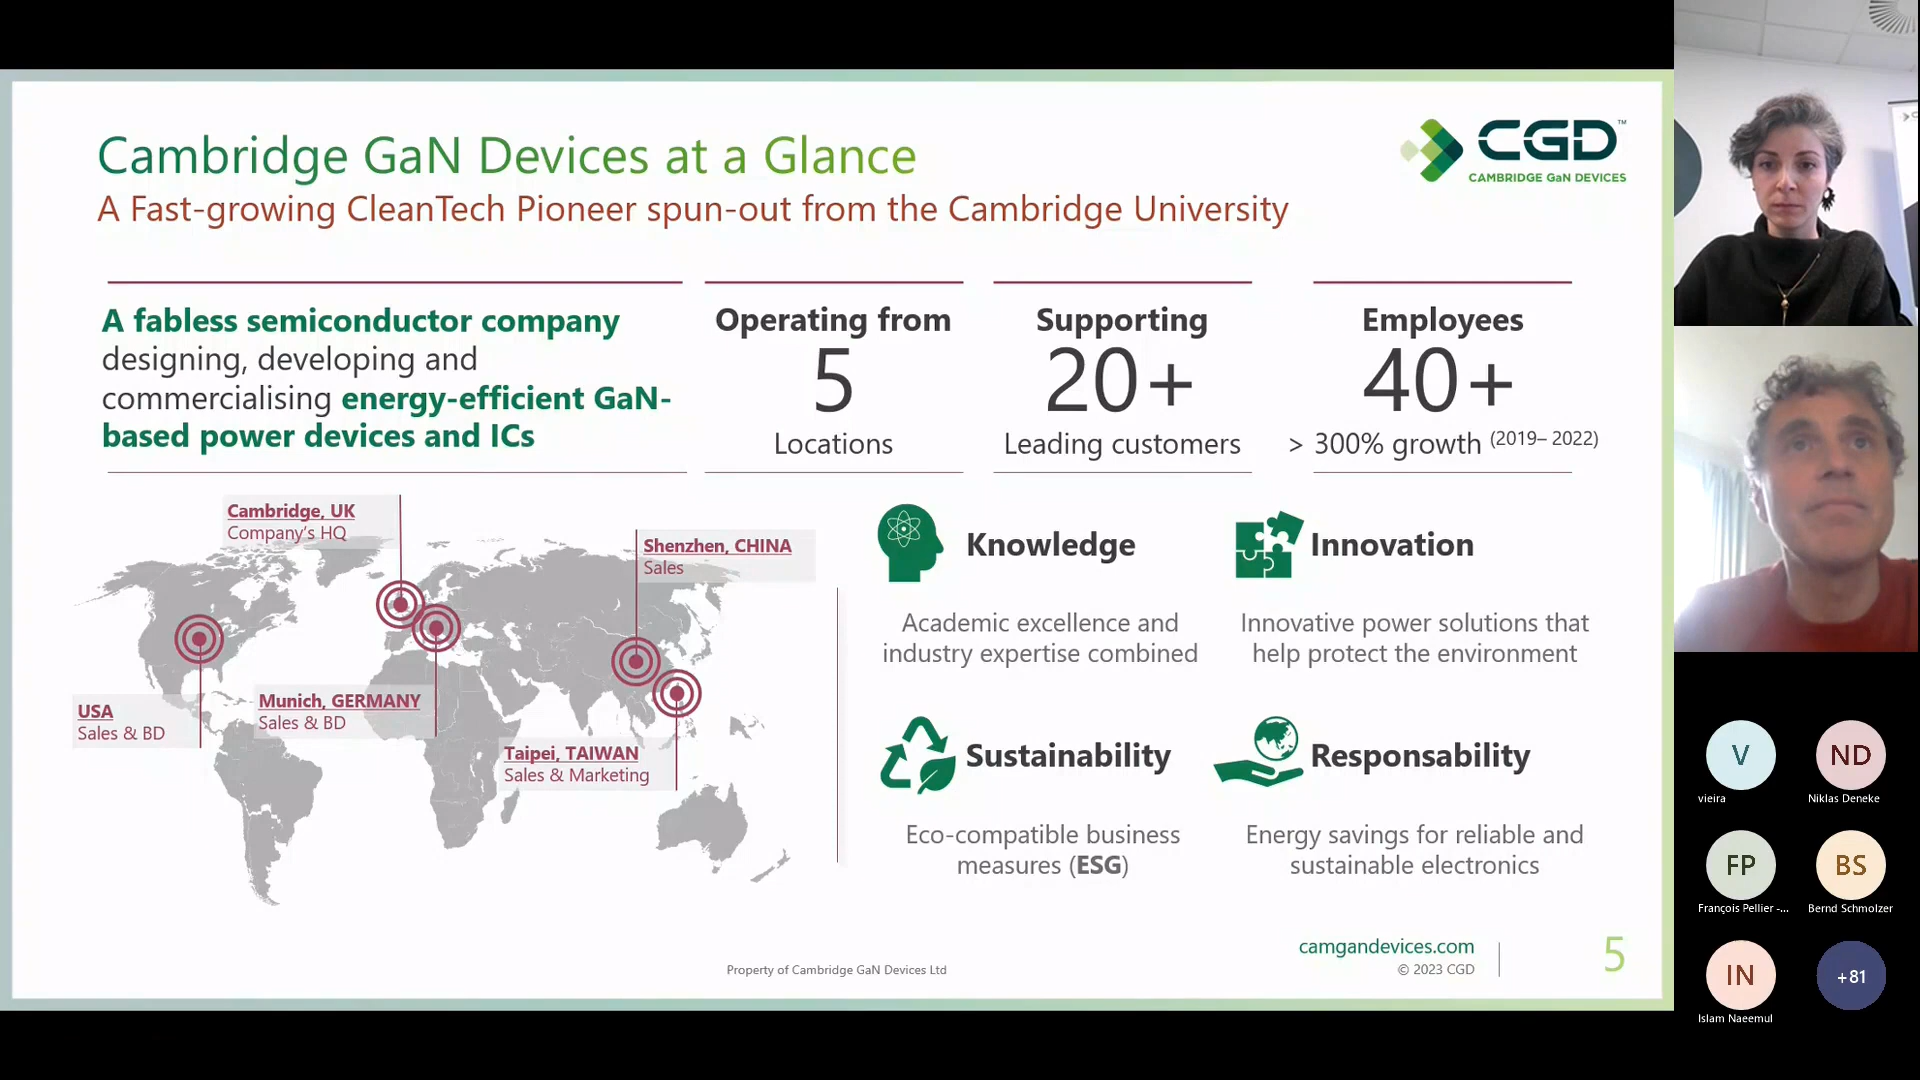 Cambridge GaN Devices at a Glance
A Fast-growing CleanTech Pioneer spun-out from the Cambridge University
CGD™
CAMBRIDGE GaN DEVICES
A fabless semiconductor company
designing, developing and
commercialising energy-efficient GaN-
based power devices and ICs
Operating from
5
Locations
Supporting
20+
Leading customers
Employees
40+
> 300% growth (2019– 2022)
Cambridge, UK
Company's HQ
Shenzhen, CHINA
Sales
USA
Sales & BD
Munich, GERMANY
Sales & BD
Taipei, TAIWAN
Sales & Marketing
Knowledge
Academic excellence and
industry expertise combined
Innovation
Innovative power solutions that
help protect the environment
Sustainability
Eco-compatible business
measures (ESG)
Responsability
Energy savings for reliable and
sustainable electronics
Property of Cambridge GaN Devices Ltd
camgandevices.com
© 2023 CGD
5
V
vieira
ND
Niklas Deneke
FP
François Pellier -...
BS
Bernd Schmolzer
IN
Islam Naeemul
+81